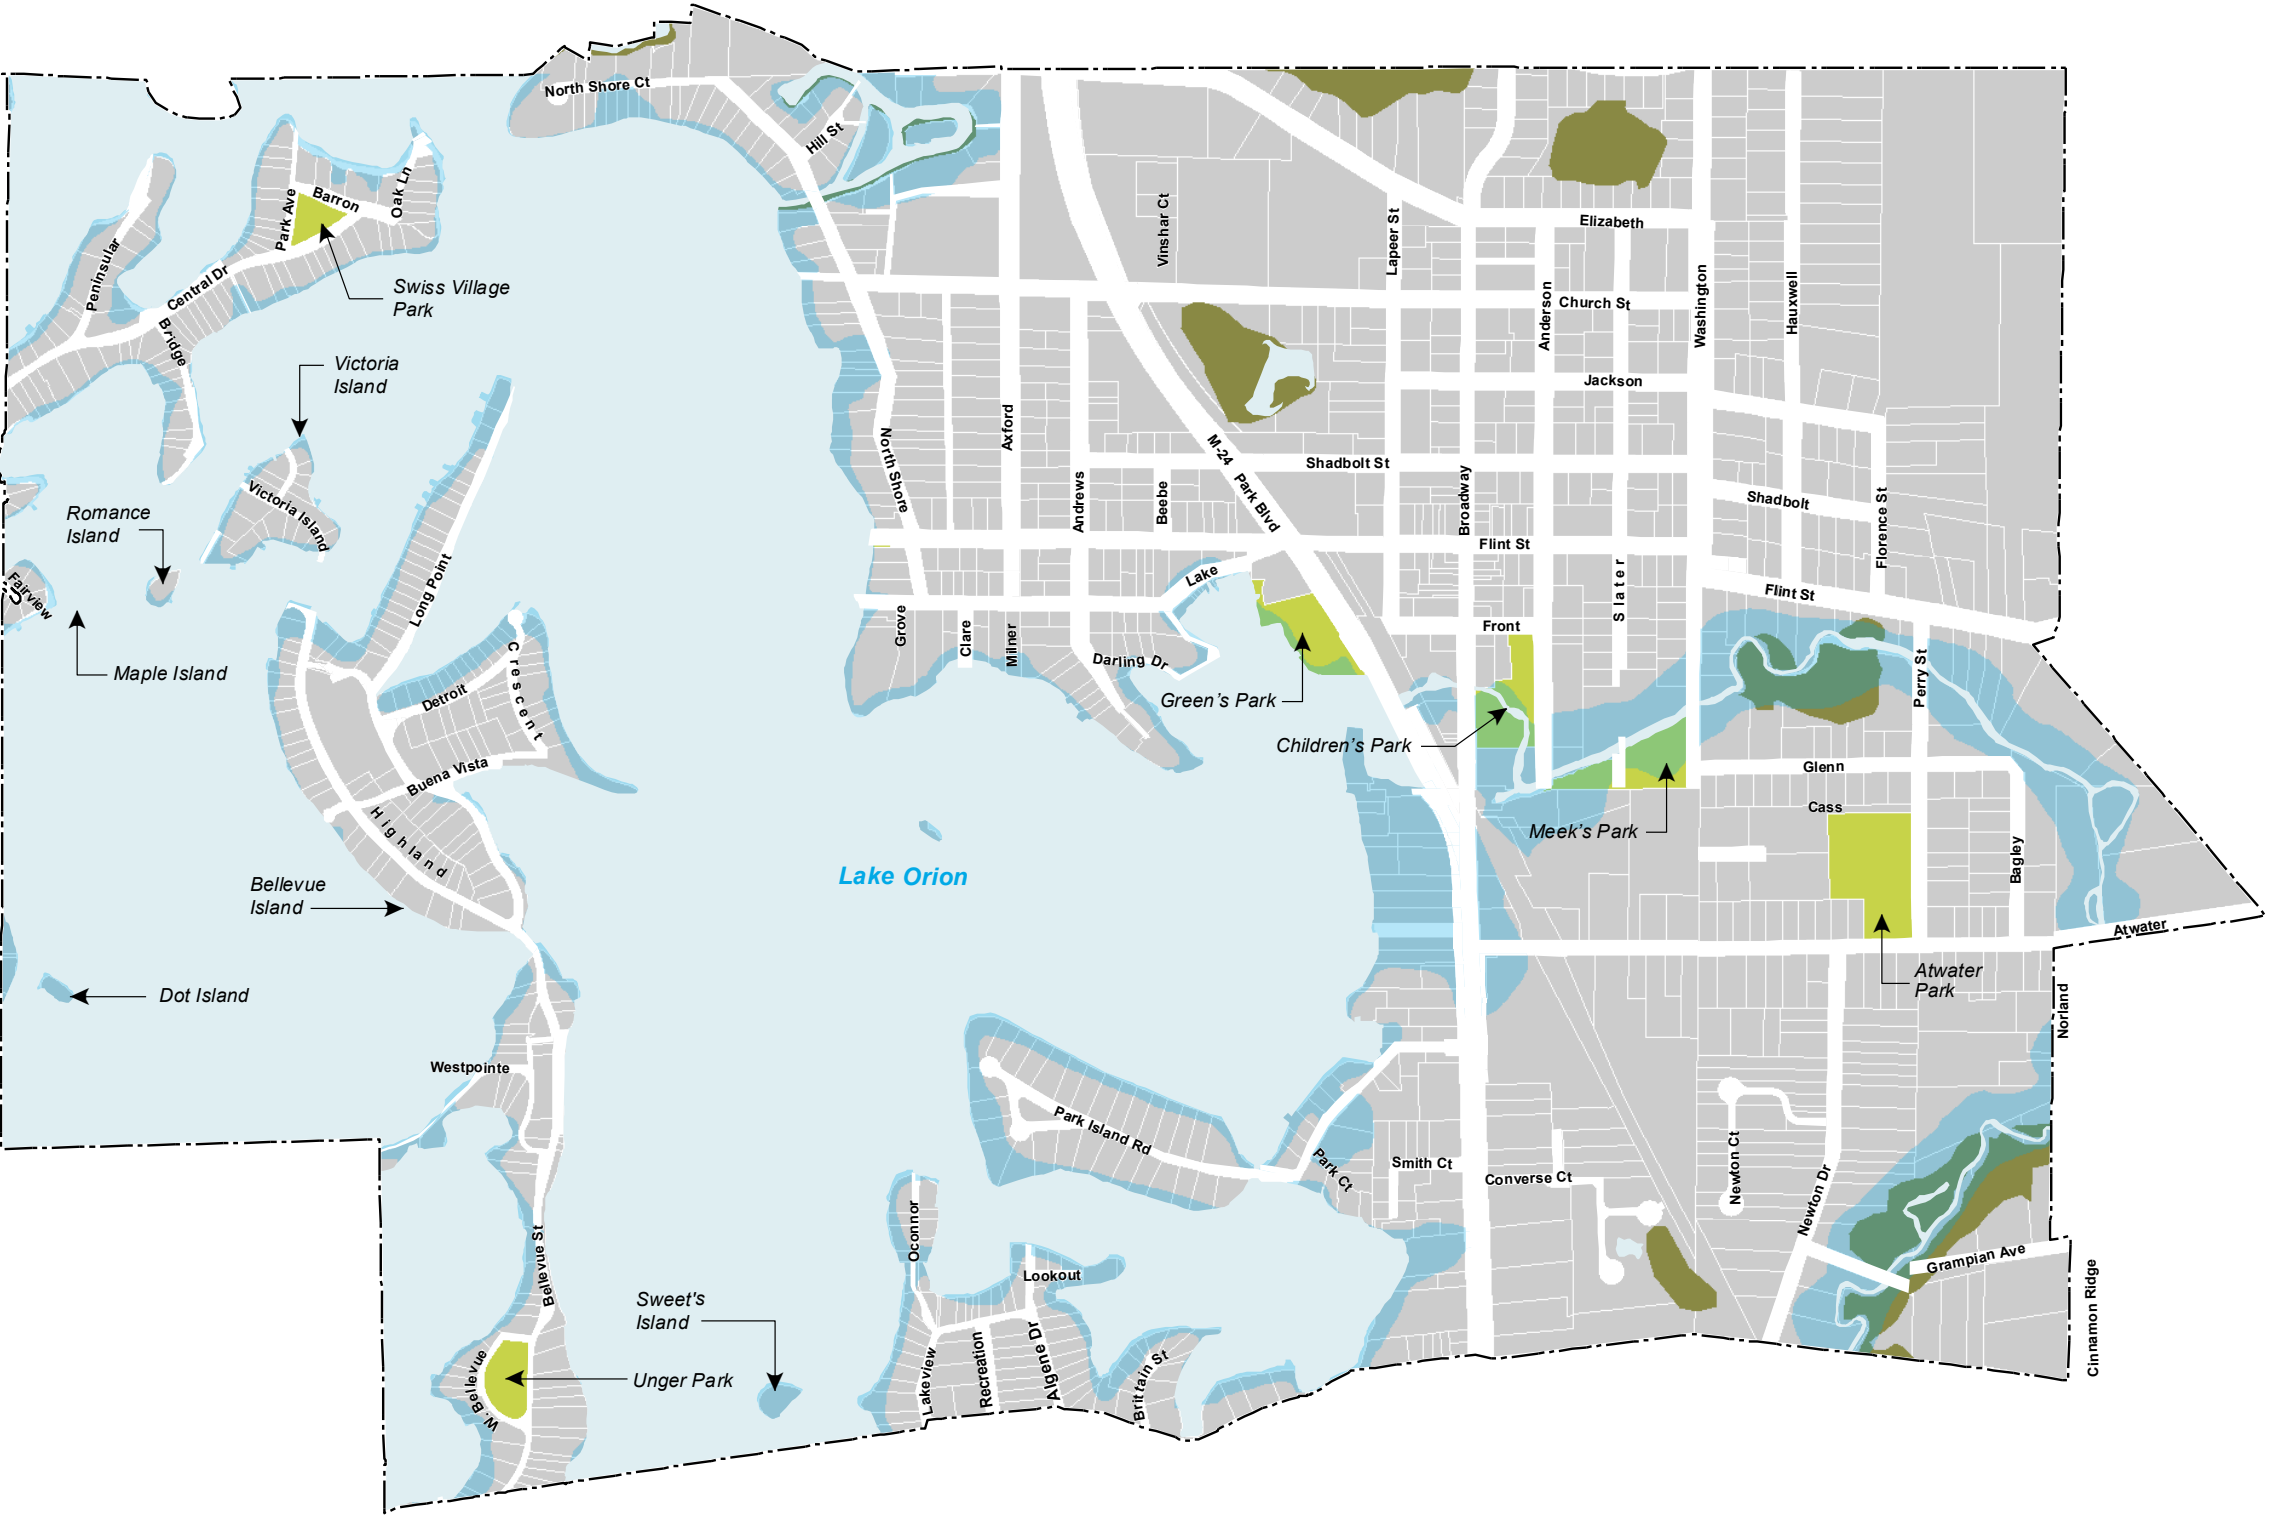 North Shore Ct
Hill St
Barron
Oak Ln
Park Ave
Peninsular
Central Dr
Bridge
Swiss Village
Park
Victoria
Island
Victoria Island
Romance
Island
Fairview
Maple Island
Long Point
Crescent
Detroit
Buena Vista
Highland
Bellevue
Island
Dot Island
Westpointe
Bellevue St
W. Bellevue
Unger Park
Sweet's
Island
Lake Orion
Vinshar Ct
Lapeer St
Elizabeth
Church St
Anderson
Washington
Hauxwell
Jackson
North Shore
Axford
Andrews
Beebe
M-24
Park Blvd
Shadbolt St
Broadway
Shadbolt
Florence St
Flint St
Slater
Flint St
Lake
Grove
Clare
Milner
Darling Dr
Front
Green’s Park
Children’s Park
Meek’s Park
Perry St
Glenn
Cass
Bagley
Atwater
Atwater
Park
Norland
Park Island Rd
Park Ct
Smith Ct
Converse Ct
Newton Ct
Newton Dr
Grampian Ave
Cinnamon Ridge
Oconnor
Lookout
Lakeview
Recreation
Algene Dr
Brittain St